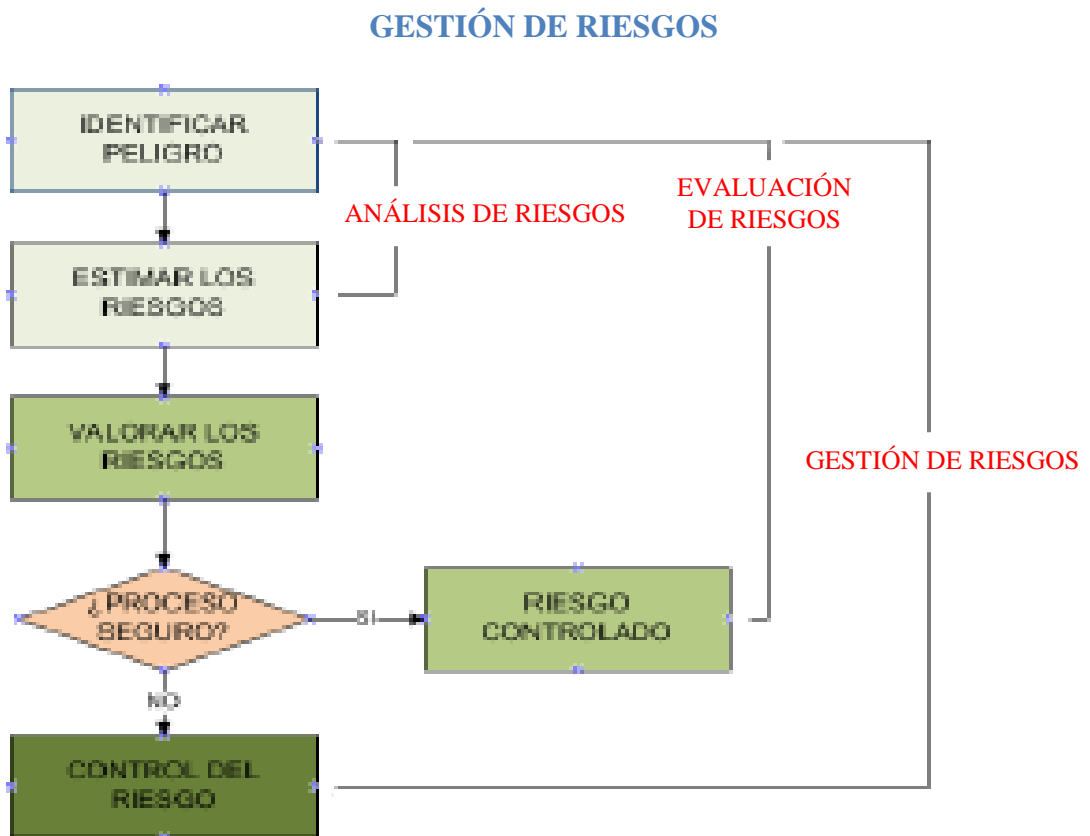 GESTIÓN DE RIESGOS
IDENTIFICAR
PELIGRO
ANÁLISIS DE RIESGOS
EVALUACIÓN
DE RIESGOS
ESTIMAR LOS
RIESGOS
VALORAR LOS
RIESGOS
GESTIÓN DE RIESGOS
¿PROCESO
SEGURO?
SI
RIESGO
CONTROLADO
NO
CONTROL DEL
RIESGO